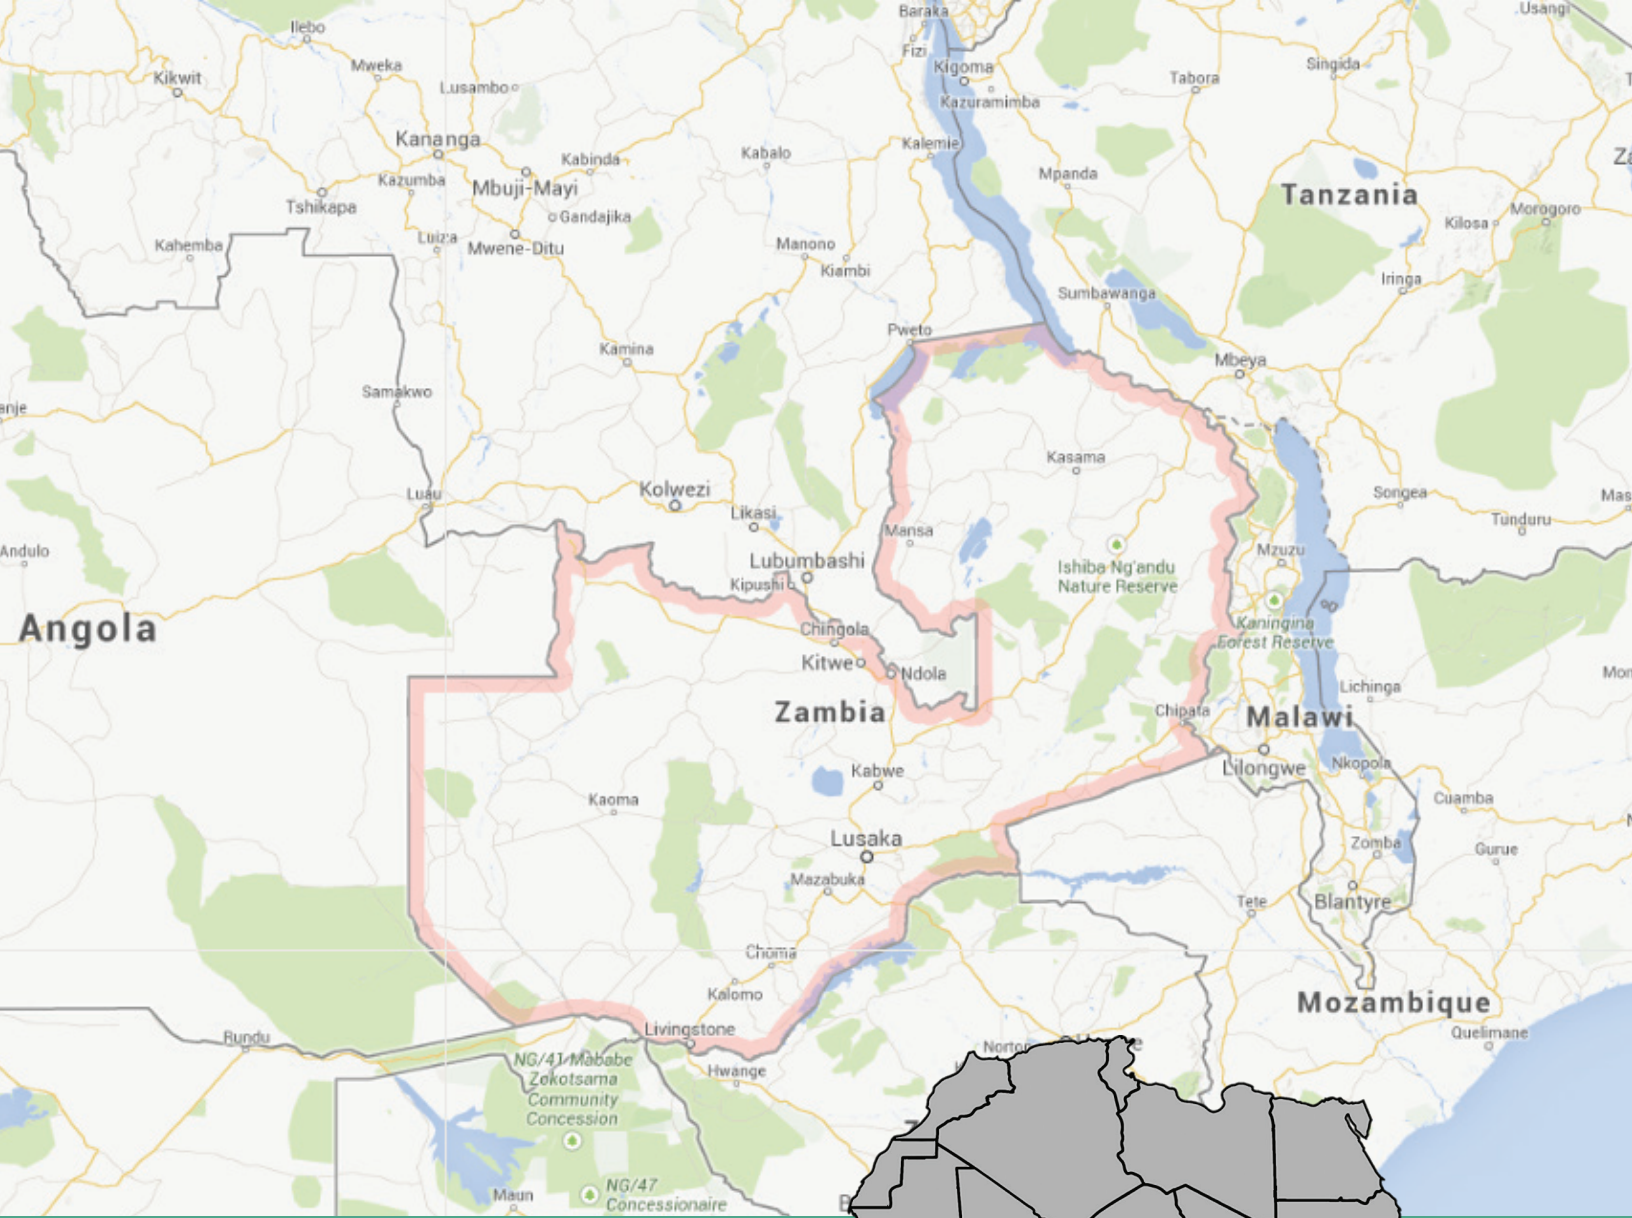 Baraka
Usangi
Ilebo
Fizi
Mweka
Kigoma
Singida
Kikwit
Tabora
Lusambo
Kazuramimba
Kananga
Kalemie
Kabalo
Kabinda
Kazumba
Mpanda
Mbuji-Mayi
Tanzania
Tshikapa
Gandajika
Morogoro
Kilosa
Luiza
Kahemba
Mwene-Ditu
Manono
Kiambi
Iringa
Sumbawanga
Pweto
Kamina
Mbeya
Samakwo
anje
Kasama
Luau
Kolwezi
Songea
Mas
Likasi
Mansa
Tunduru
Andulo
Mzuzu
Lubumbashi
Ishiba Ng'andu
Nature Reserve
Kipushi
Angola
Chingola
Kaningina
Forest Reserve
Kitwe
Ndola
Mon
Lichinga
Zambia
Chipata
Malawi
Kabwe
Lilongwe
Nkopola
Kaoma
Cuamba
Lusaka
Zomba
Gurue
Mazabuka
Tete
Blantyre
Choma
Kalomo
Mozambique
Livingstone
Rundu
Quelimane
Norton
NG/41 Mababe
Zokotsama
Community
Concession
Hwange
NG/47
Concessionaire
Maun